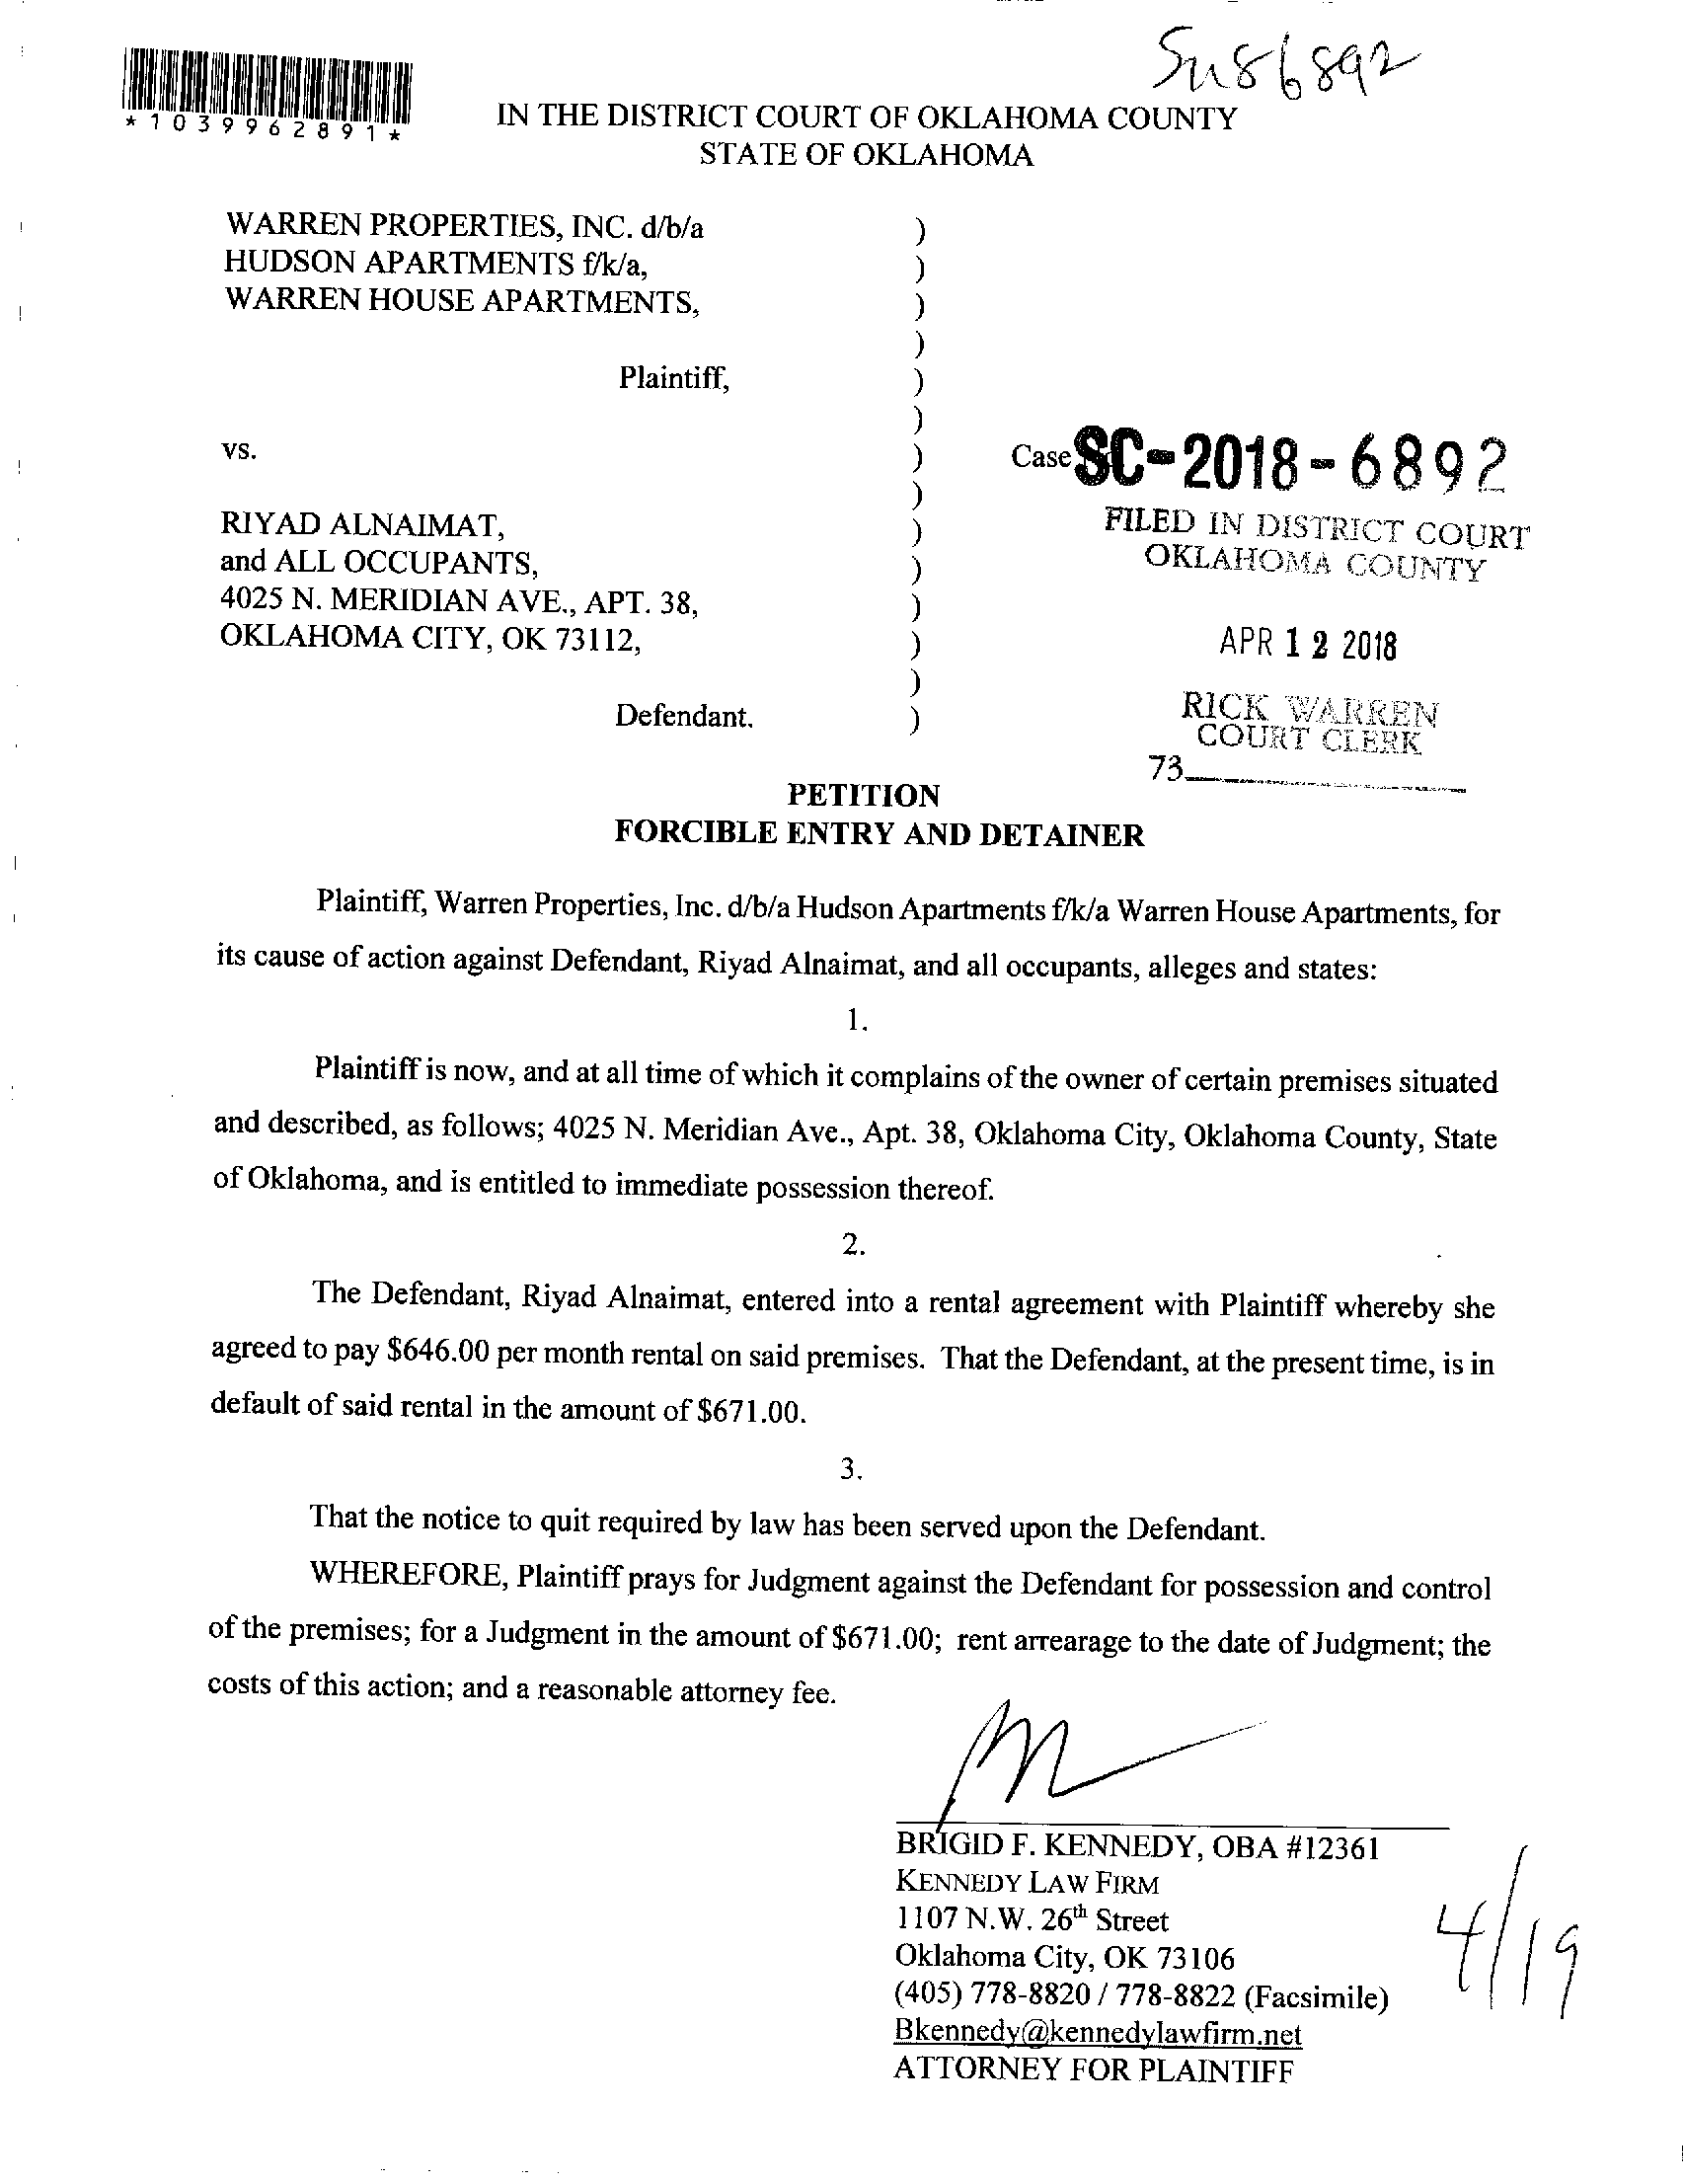 *1039962891*
IN THE DISTRICT COURT OF OKLAHOMA COUNTY
STATE OF OKLAHOMA
WARREN PROPERTIES, INC. d/b/a )
HUDSON APARTMENTS f/k/a, )
WARREN HOUSE APARTMENTS, )
)
Plaintiff, )
)
vs. ) Case SC-2018-6892
)
RIYAD ALNAIMAT, ) FILED IN DISTRICT COURT
and ALL OCCUPANTS, ) OKLAHOMA COUNTY
4025 N. MERIDIAN AVE., APT. 38, )
OKLAHOMA CITY, OK 73112, ) APR 12 2018
)
Defendant. ) RICK WARREN
COURT CLERK
73
PETITION
FORCIBLE ENTRY AND DETAINER
Plaintiff, Warren Properties, Inc. d/b/a Hudson Apartments f/k/a Warren House Apartments, for
its cause of action against Defendant, Riyad Alnaimat, and all occupants, alleges and states:
1.
Plaintiff is now, and at all time of which it complains of the owner of certain premises situated
and described, as follows; 4025 N. Meridian Ave., Apt. 38, Oklahoma City, Oklahoma County, State
of Oklahoma, and is entitled to immediate possession thereof.
2.
The Defendant, Riyad Alnaimat, entered into a rental agreement with Plaintiff whereby she
agreed to pay $646.00 per month rental on said premises. That the Defendant, at the present time, is in
default of said rental in the amount of $671.00.
3.
That the notice to quit required by law has been served upon the Defendant.
WHEREFORE, Plaintiff prays for Judgment against the Defendant for possession and control
of the premises; for a Judgment in the amount of $671.00; rent arrearage to the date of Judgment; the
costs of this action; and a reasonable attorney fee.
BRIGID F. KENNEDY, OBA #12361
KENNEDY LAW FIRM
1107 N.W. 26th Street
Oklahoma City, OK 73106
(405) 778-8820 / 778-8822 (Facsimile)
Bkennedy@kennedylawfirm.net
ATTORNEY FOR PLAINTIFF
4/19